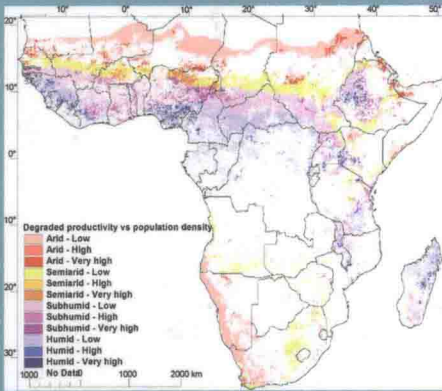 10° 0° 10° 20° 30° 40° 50°
20°
10°
0°
10°
20°
30°
Degraded productivity vs population density
Arid - Low
Arid - High
Arid - Very high
Semiarid - Low
Semiarid - High
Semiarid - Very high
Subhumid - Low
Subhumid - High
Subhumid - Very high
Humid - Low
Humid - High
Humid - Very high
No Data
1000 0 1000 2000 km